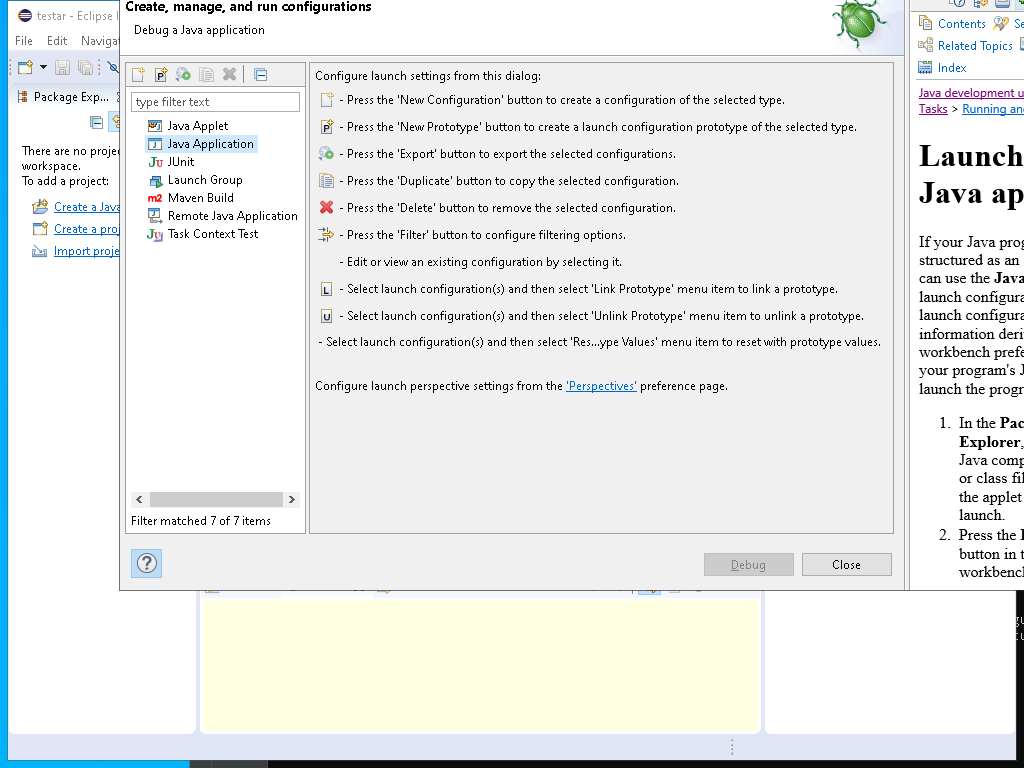 testar - Eclipse I
File Edit Naviga
Package Exp...
There are no proje
workspace.
To add a project:
Create a Java
Create a proj
Import proje
Create, manage, and run configurations
Debug a Java application
type filter text
Java Applet
Java Application
JUnit
Launch Group
Maven Build
Remote Java Application
Task Context Test
Filter matched 7 of 7 items
Configure launch settings from this dialog:
- Press the 'New Configuration' button to create a configuration of the selected type.
- Press the 'New Prototype' button to create a launch configuration prototype of the selected type.
- Press the 'Export' button to export the selected configurations.
- Press the 'Duplicate' button to copy the selected configuration.
- Press the 'Delete' button to remove the selected configuration.
- Press the 'Filter' button to configure filtering options.
- Edit or view an existing configuration by selecting it.
- Select launch configuration(s) and then select 'Link Prototype' menu item to link a prototype.
- Select launch configuration(s) and then select 'Unlink Prototype' menu item to unlink a prototype.
- Select launch configuration(s) and then select 'Res...ype Values' menu item to reset with prototype values.
Configure launch perspective settings from the 'Perspectives' preference page.
Debug
Close
Contents Se
Related Topics
Index
Java development u
Tasks > Running and
Launch
Java ap
If your Java prog
structured as an
can use the Java
launch configura
launch configura
information deri
workbench prefe
your program's J
launch the progr
1. In the Pac
Explorer,
Java comp
or class fil
the applet
launch.
2. Press the
button in t
workbench